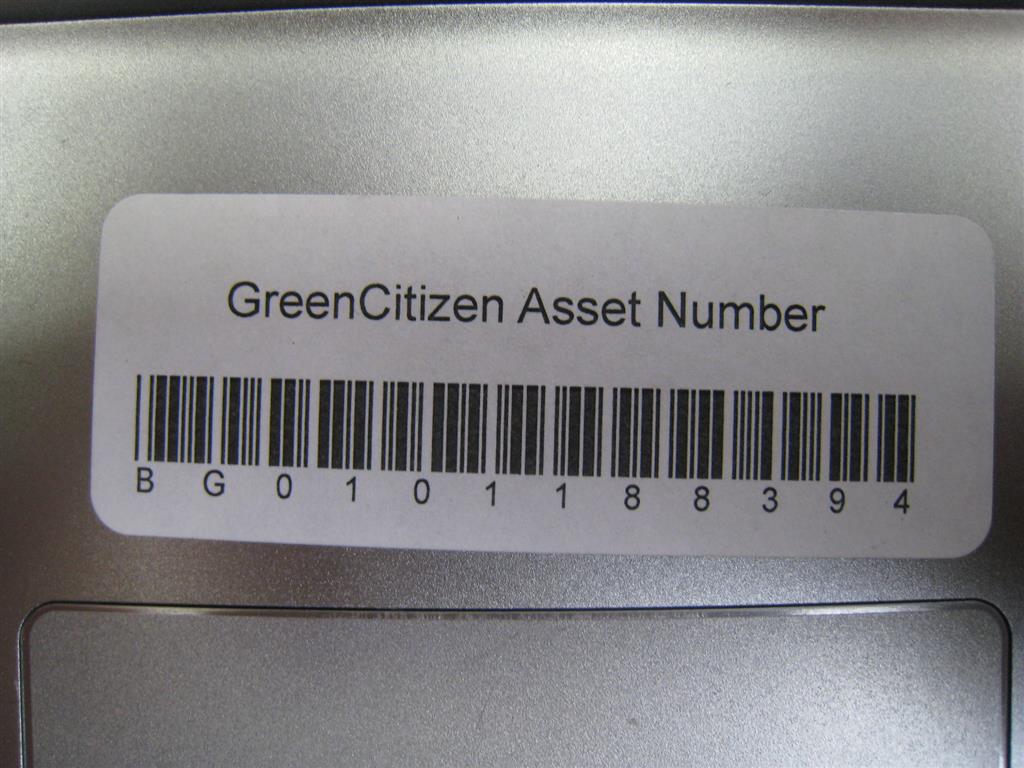 GreenCitizen Asset Number
B G 0 1 0 1 1 8 8 3 9 4